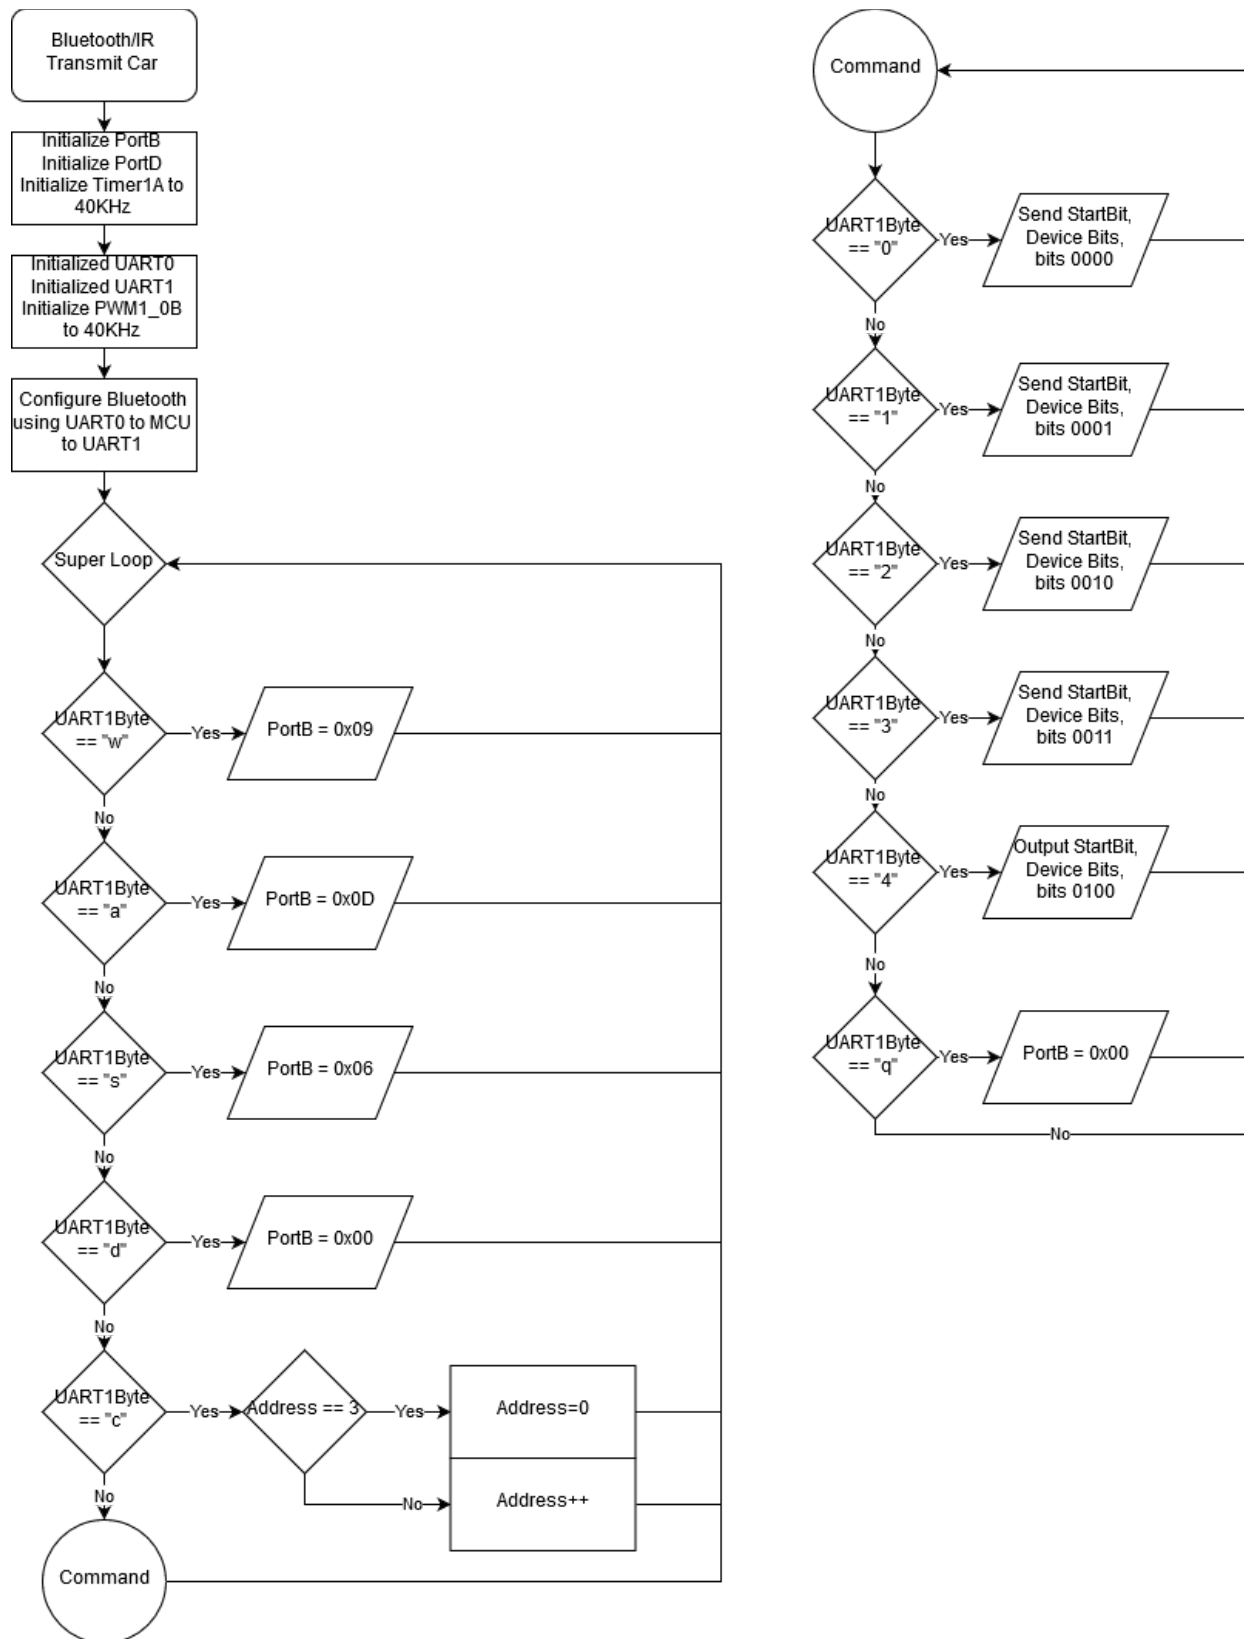 Bluetooth/IR
Transmit Car
Initialize PortB
Initialize PortD
Initialize Timer1A to
40KHz
Initialized UART0
Initialized UART1
Initialize PWM1_0B
to 40KHz
Configure Bluetooth
using UART0 to MCU
to UART1
Super Loop
UART1Byte
== "w"
Yes
PortB = 0x09
No
UART1Byte
== "a"
Yes
PortB = 0x0D
No
UART1Byte
== "s"
Yes
PortB = 0x06
No
UART1Byte
== "d"
Yes
PortB = 0x00
No
UART1Byte
== "c"
Yes
Address == 3
Yes
Address=0
No
Address++
No
Command
Command
UART1Byte
== "0"
Yes
Send StartBit,
Device Bits,
bits 0000
No
UART1Byte
== "1"
Yes
Send StartBit,
Device Bits,
bits 0001
No
UART1Byte
== "2"
Yes
Send StartBit,
Device Bits,
bits 0010
No
UART1Byte
== "3"
Yes
Send StartBit,
Device Bits,
bits 0011
No
UART1Byte
== "4"
Yes
Output StartBit,
Device Bits,
bits 0100
No
UART1Byte
== "q"
Yes
PortB = 0x00
No